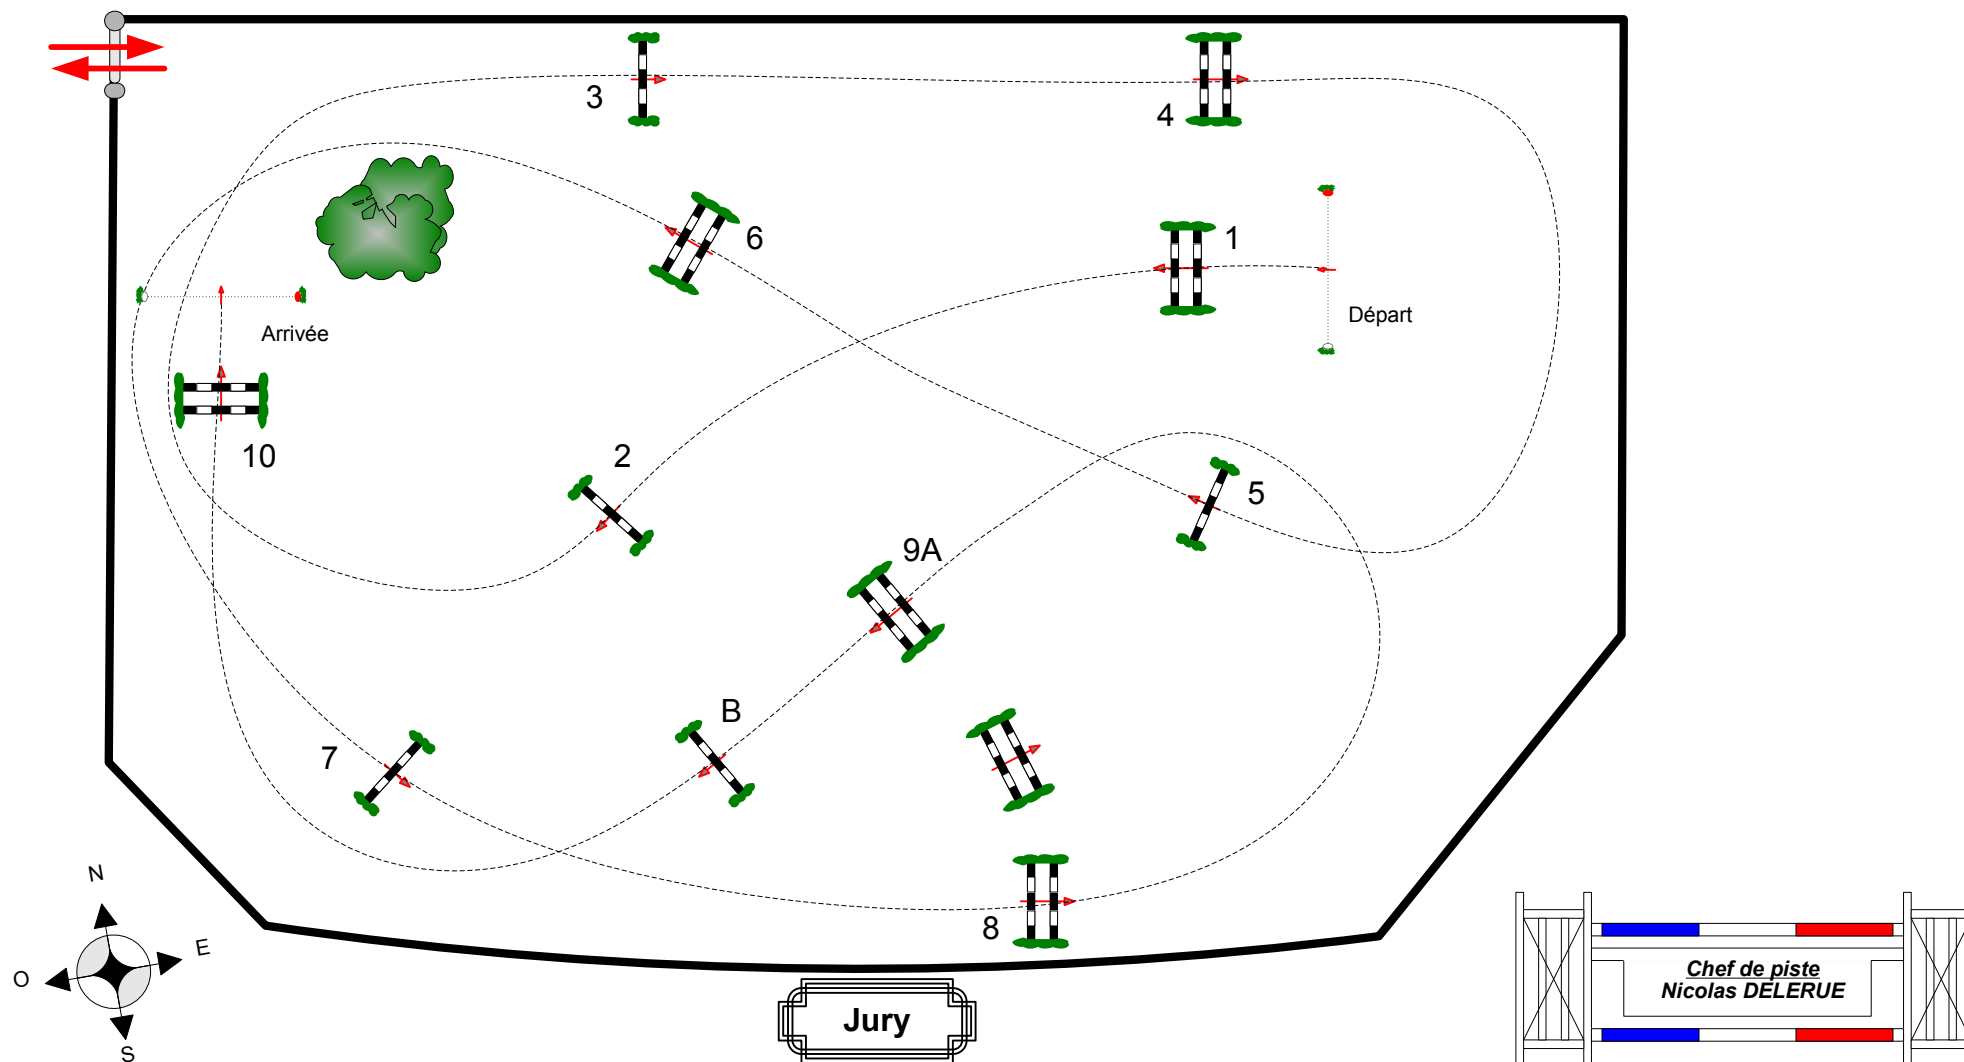 3
4
6
1
Arrivée
Départ
10
2
5
9A
B
7
8
N
E
O
S
Jury
Chef de piste
Nicolas DELERUE